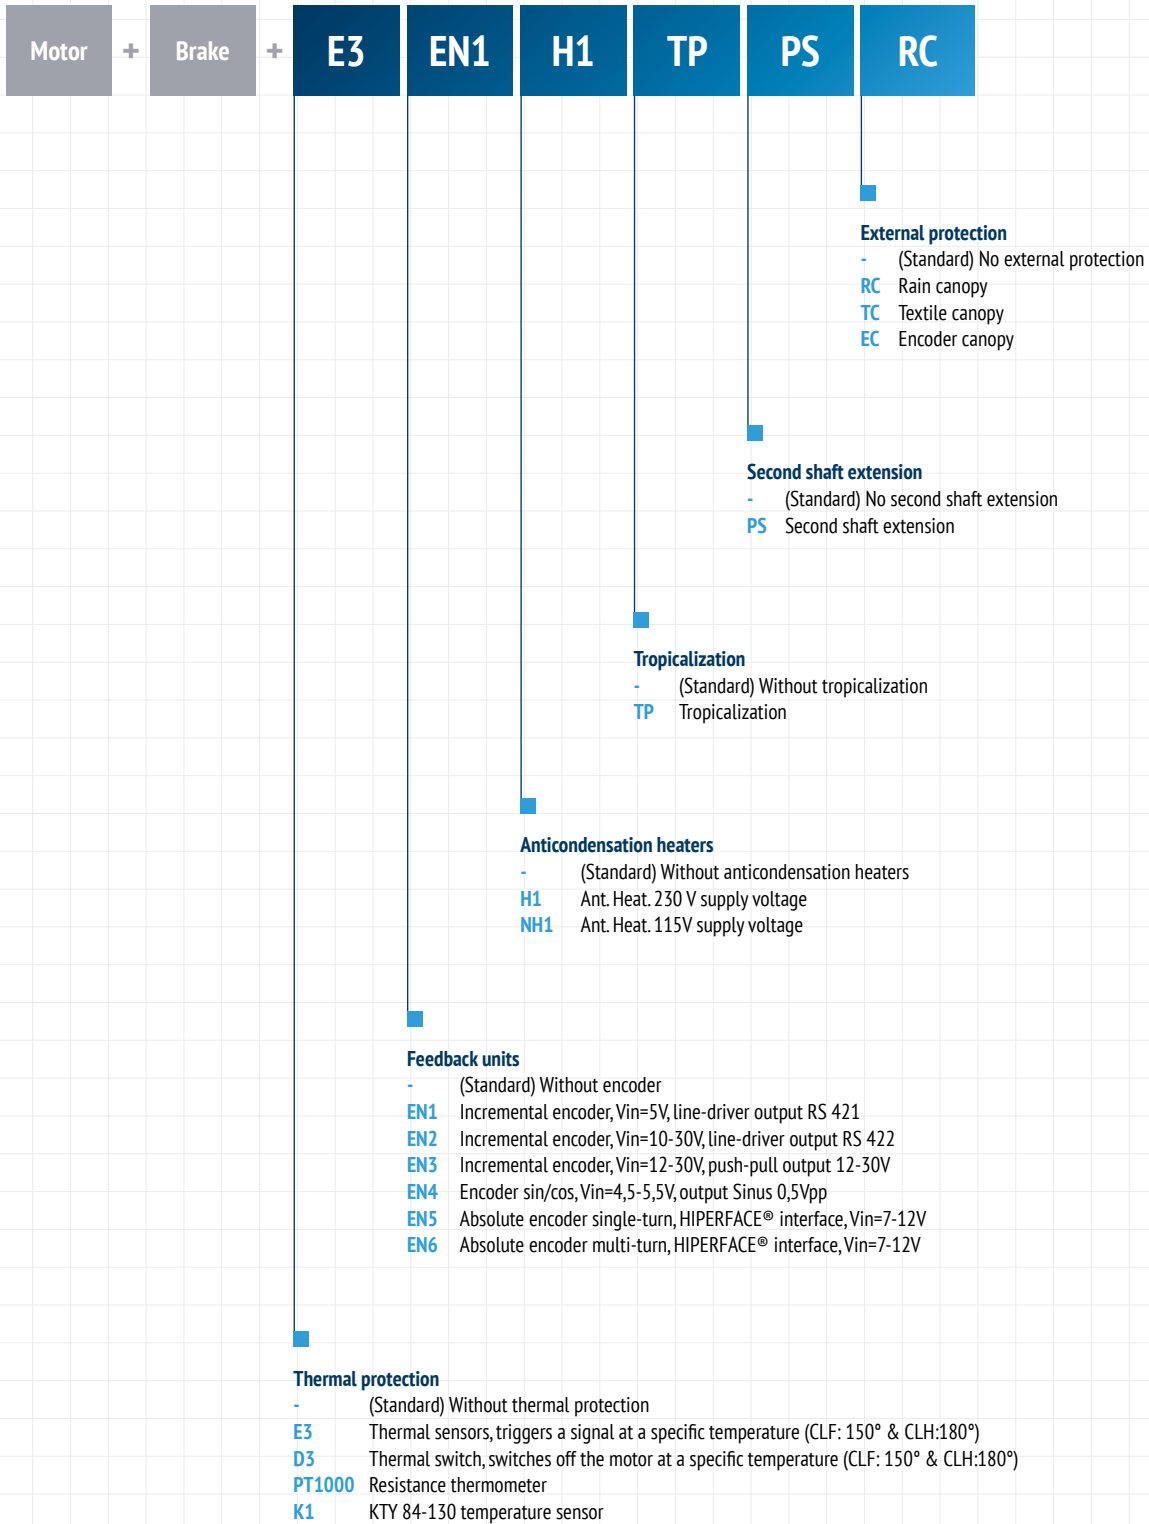 Motor + Brake + E3 EN1 H1 TP PS RC
External protection
- (Standard) No external protection
RC Rain canopy
TC Textile canopy
EC Encoder canopy
Second shaft extension
- (Standard) No second shaft extension
PS Second shaft extension
Tropicalization
- (Standard) Without tropicalization
TP Tropicalization
Anticondensation heaters
- (Standard) Without anticondensation heaters
H1 Ant. Heat. 230 V supply voltage
NH1 Ant. Heat. 115V supply voltage
Feedback units
- (Standard) Without encoder
EN1 Incremental encoder, Vin=5V, line-driver output RS 421
EN2 Incremental encoder, Vin=10-30V, line-driver output RS 422
EN3 Incremental encoder, Vin=12-30V, push-pull output 12-30V
EN4 Encoder sin/cos, Vin=4,5-5,5V, output Sinus 0,5Vpp
EN5 Absolute encoder single-turn, HIPERFACE® interface, Vin=7-12V
EN6 Absolute encoder multi-turn, HIPERFACE® interface, Vin=7-12V
Thermal protection
- (Standard) Without thermal protection
E3 Thermal sensors, triggers a signal at a specific temperature (CLF: 150° & CLH:180°)
D3 Thermal switch, switches off the motor at a specific temperature (CLF: 150° & CLH:180°)
PT1000 Resistance thermometer
K1 KTY 84-130 temperature sensor